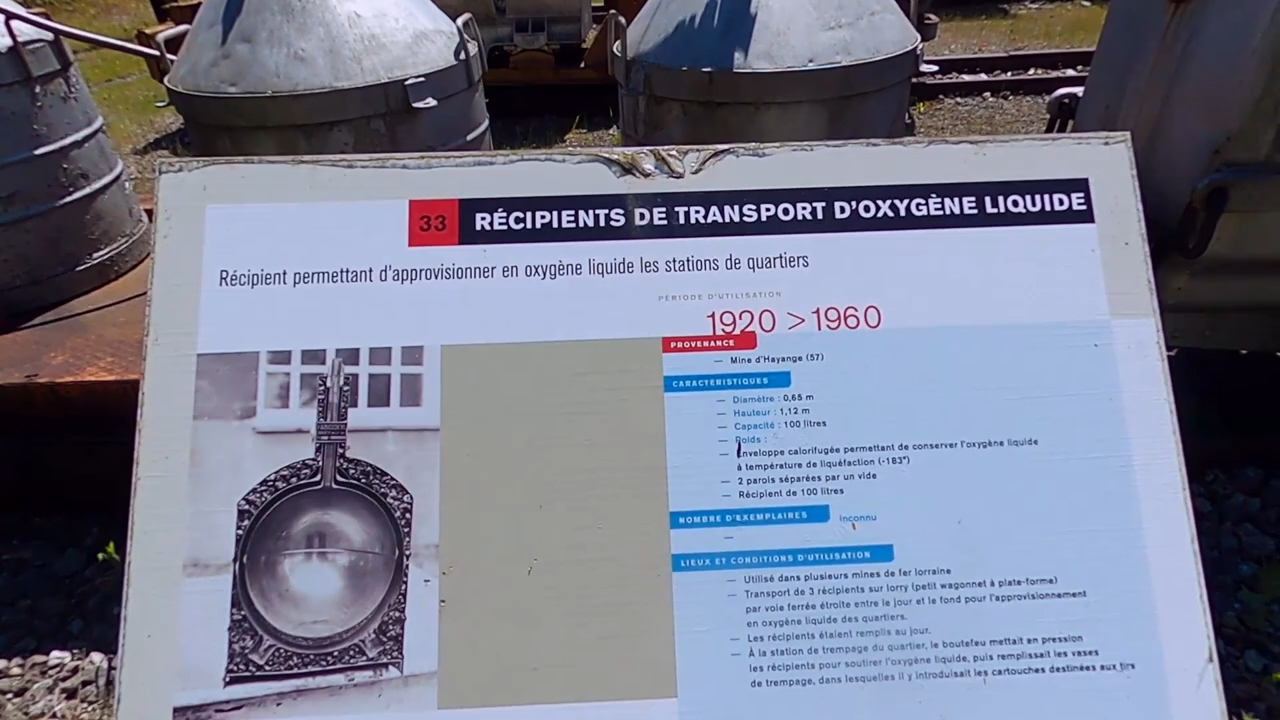 33 RÉCIPIENTS DE TRANSPORT D'OXYGÈNE LIQUIDE
Récipient permettant d'approvisionner en oxygène liquide les stations de quartiers
PÉRIODE D'UTILISATION
1920 > 1960
PROVENANCE
— Mine d'Hayange (57)
CARACTÉRISTIQUES
— Diamètre : 0,65 m
— Hauteur : 1,12 m
— Capacité : 100 litres
— Poids :
— Enveloppe calorifugée permettant de conserver l'oxygène liquide
à température de liquéfaction (-183°)
— 2 parois séparées par un vide
— Récipient de 100 litres
NOMBRE D'EXEMPLAIRES inconnu
—
LIEUX ET CONDITIONS D'UTILISATION
— Utilisé dans plusieurs mines de fer lorraine
— Transport de 3 récipients sur lorry (petit wagonnet à plate-forme)
par voie ferrée étroite entre le jour et le fond pour l'approvisionnement
en oxygène liquide des quartiers.
— Les récipients étaient remplis au jour.
— À la station de trempage du quartier, le boutefeu mettait en pression
les récipients pour soutirer l'oxygène liquide, puis remplissait les vases
de trempage, dans lesquelles il y introduisait les cartouches destinées aux tirs